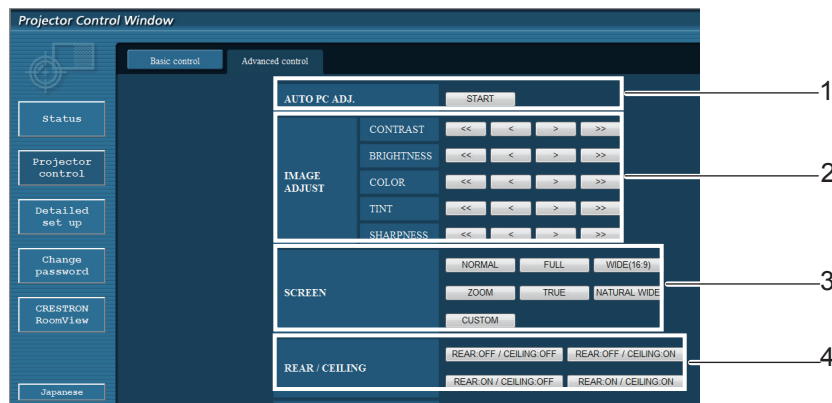 Projector Control Window
Basic control
Advanced control
Status
Projector control
Detailed set up
Change password
CRESTRON RoomView
Japanese
AUTO PC ADJ.
START
1
IMAGE ADJUST
CONTRAST
<< < > >>
BRIGHTNESS
<< < > >>
COLOR
<< < > >>
TINT
<< < > >>
SHARPNESS
<< < > >>
2
SCREEN
NORMAL FULL WIDE(16:9)
ZOOM TRUE NATURAL WIDE
CUSTOM
3
REAR / CEILING
REAR:OFF / CEILING:OFF REAR:OFF / CEILING:ON
REAR:ON / CEILING:OFF REAR:ON / CEILING:ON
4